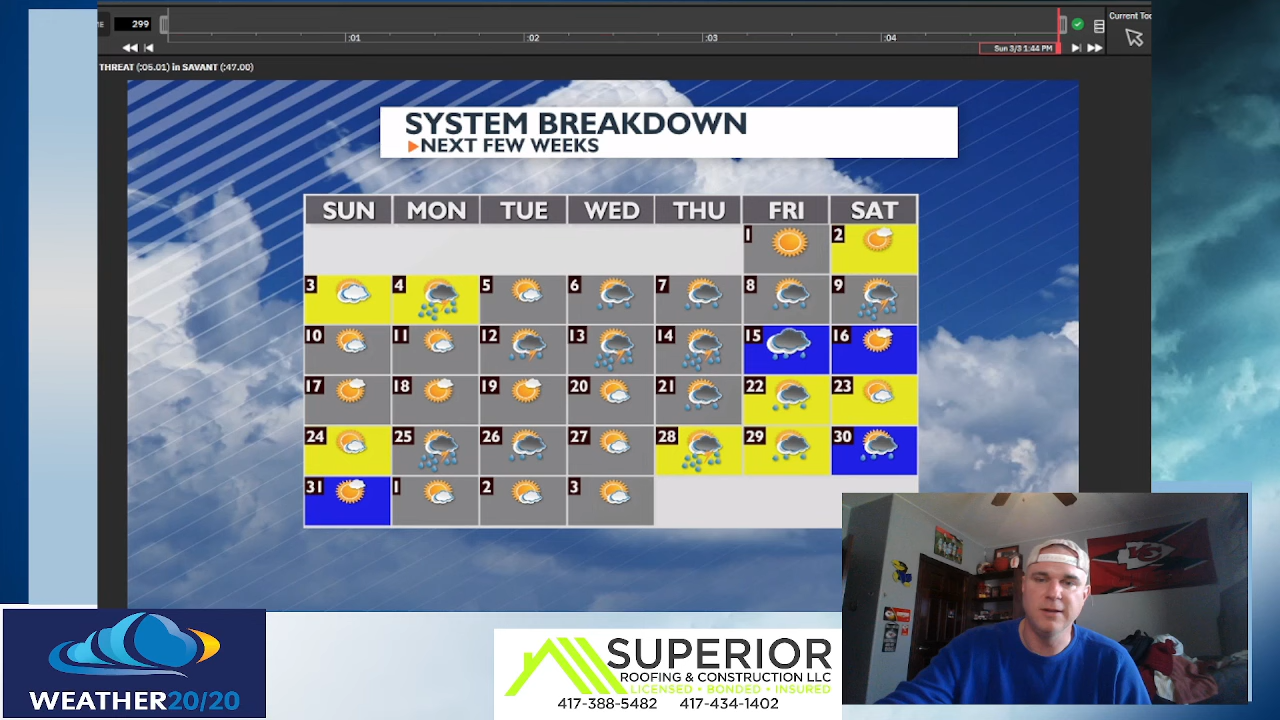 299
:01
:02
:03
:04
Current Too
Sun 3/3 1:44 PM
THREAT (:05.01) in SAVANT (:47.00)
SYSTEM BREAKDOWN
NEXT FEW WEEKS
SUN MON TUE WED THU FRI SAT
1 2
3 4 5 6 7 8 9
10 11 12 13 14 15 16
17 18 19 20 21 22 23
24 25 26 27 28 29 30
31 1 2 3
KC
WEATHER20/20
SUPERIOR
ROOFING & CONSTRUCTION LLC
LICENSED • BONDED • INSURED
417-388-5482 417-434-1402